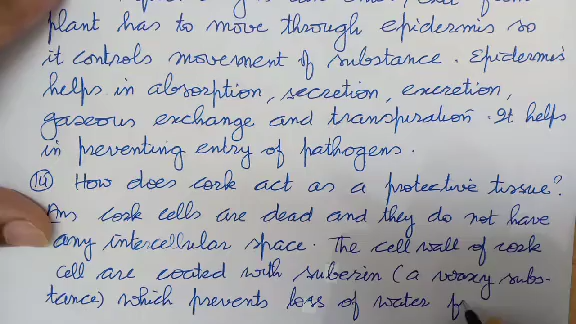 plant has to move through epidermis so
it controls movement of substance. Epidermis
helps in absorption, secretion, excretion,
gaseous exchange and transpiration. It helps
in preventing entry of pathogens.
14 How does cork act as a protective tissue?
Ans Cork cells are dead and they do not have
any intercellular space. The cell wall of cork
cell are coated with suberin (a waxy subs-
tance) which prevents loss of water f